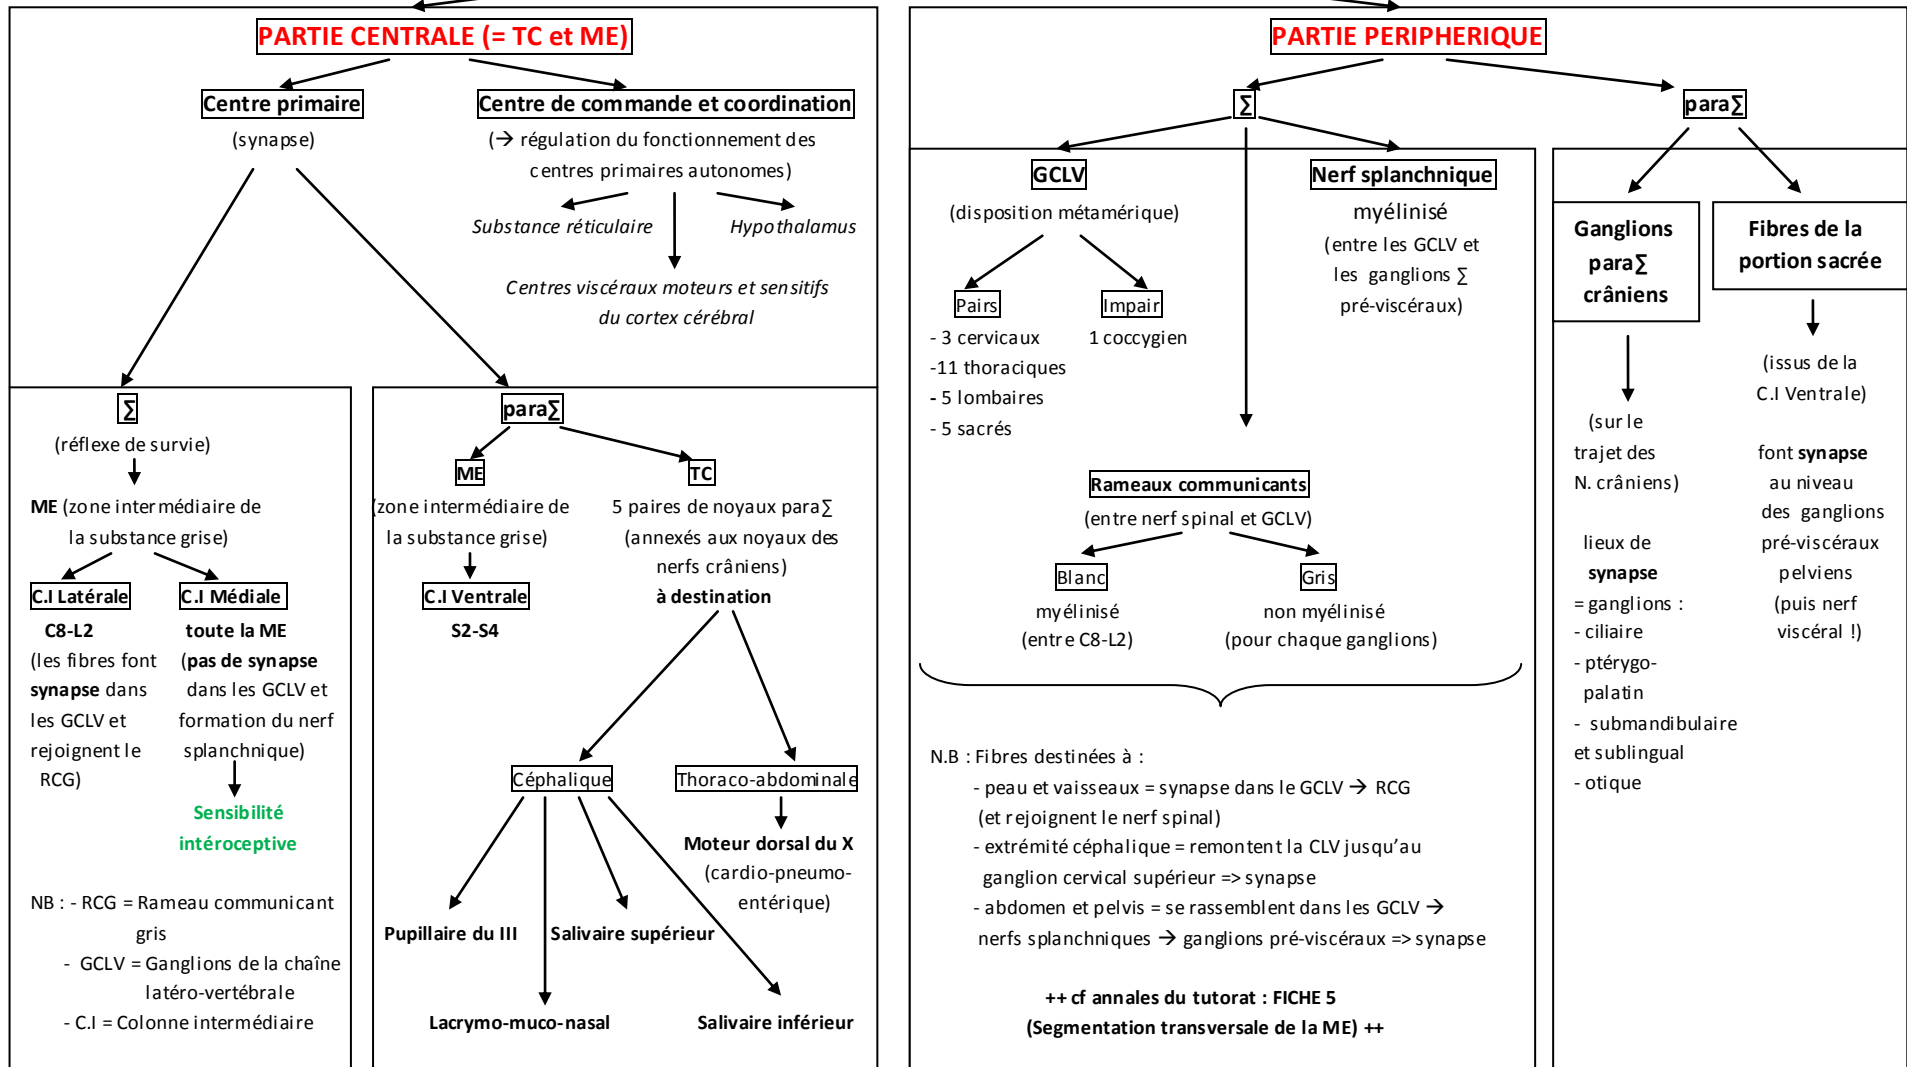 PARTIE CENTRALE (= TC et ME)
Centre primaire
(synapse)
Centre de commande et coordination
(→ régulation du fonctionnement des
centres primaires autonomes)
Substance réticulaire
Hypothalamus
Centres viscéraux moteurs et sensitifs
du cortex cérébral
∑
(réflexe de survie)
ME (zone intermédiaire de
la substance grise)
C.I Latérale
C8-L2
(les fibres font
synapse dans
les GCLV et
rejoignent le
RCG)
C.I Médiale
toute la ME
(pas de synapse
dans les GCLV et
formation du nerf
splanchnique)
Sensibilité
intéroceptive
NB : - RCG = Rameau communicant
gris
- GCLV = Ganglions de la chaîne
latéro-vertébrale
- C.I = Colonne intermédiaire
para∑
ME
(zone intermédiaire de
la substance grise)
C.I Ventrale
S2-S4
TC
5 paires de noyaux para∑
(annexés aux noyaux des
nerfs crâniens)
à destination
Céphalique
Thoraco-abdominale
Moteur dorsal du X
(cardio-pneumo-
entérique)
Pupillaire du III
Salivaire supérieur
Lacrymo-muco-nasal
Salivaire inférieur
PARTIE PERIPHERIQUE
∑
para∑
GCLV
(disposition métamérique)
Pairs
- 3 cervicaux
-11 thoraciques
- 5 lombaires
- 5 sacrés
Impair
1 coccygien
Nerf splanchnique
myélinisé
(entre les GCLV et
les ganglions ∑
pré-viscéraux)
Rameaux communicants
(entre nerf spinal et GCLV)
Blanc
myélinisé
(entre C8-L2)
Gris
non myélinisé
(pour chaque ganglions)
N.B : Fibres destinées à :
- peau et vaisseaux = synapse dans le GCLV → RCG
(et rejoignent le nerf spinal)
- extrémité céphalique = remontent la CLV jusqu’au
ganglion cervical supérieur => synapse
- abdomen et pelvis = se rassemblent dans les GCLV →
nerfs splanchniques → ganglions pré-viscéraux => synapse
++ cf annales du tutorat : FICHE 5
(Segmentation transversale de la ME) ++
Ganglions
para∑
crâniens
(sur le
trajet des
N. crâniens)
lieux de
synapse
= ganglions :
- ciliaire
- ptérygo-
palatin
- submandibulaire
et sublingual
- otique
Fibres de la
portion sacrée
(issus de la
C.I Ventrale)
font synapse
au niveau
des ganglions
pré-viscéraux
pelviens
(puis nerf
viscéral !)